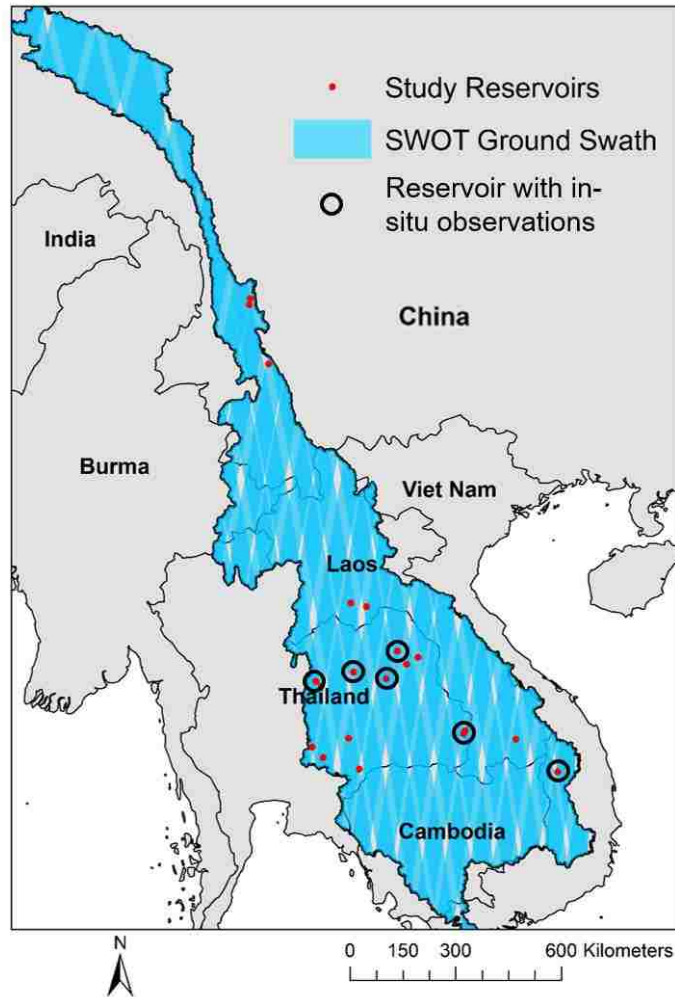 Study Reservoirs
SWOT Ground Swath
Reservoir with in-
situ observations
India
China
Burma
Viet Nam
Laos
Thailand
Cambodia
N
0 150 300 600 Kilometers